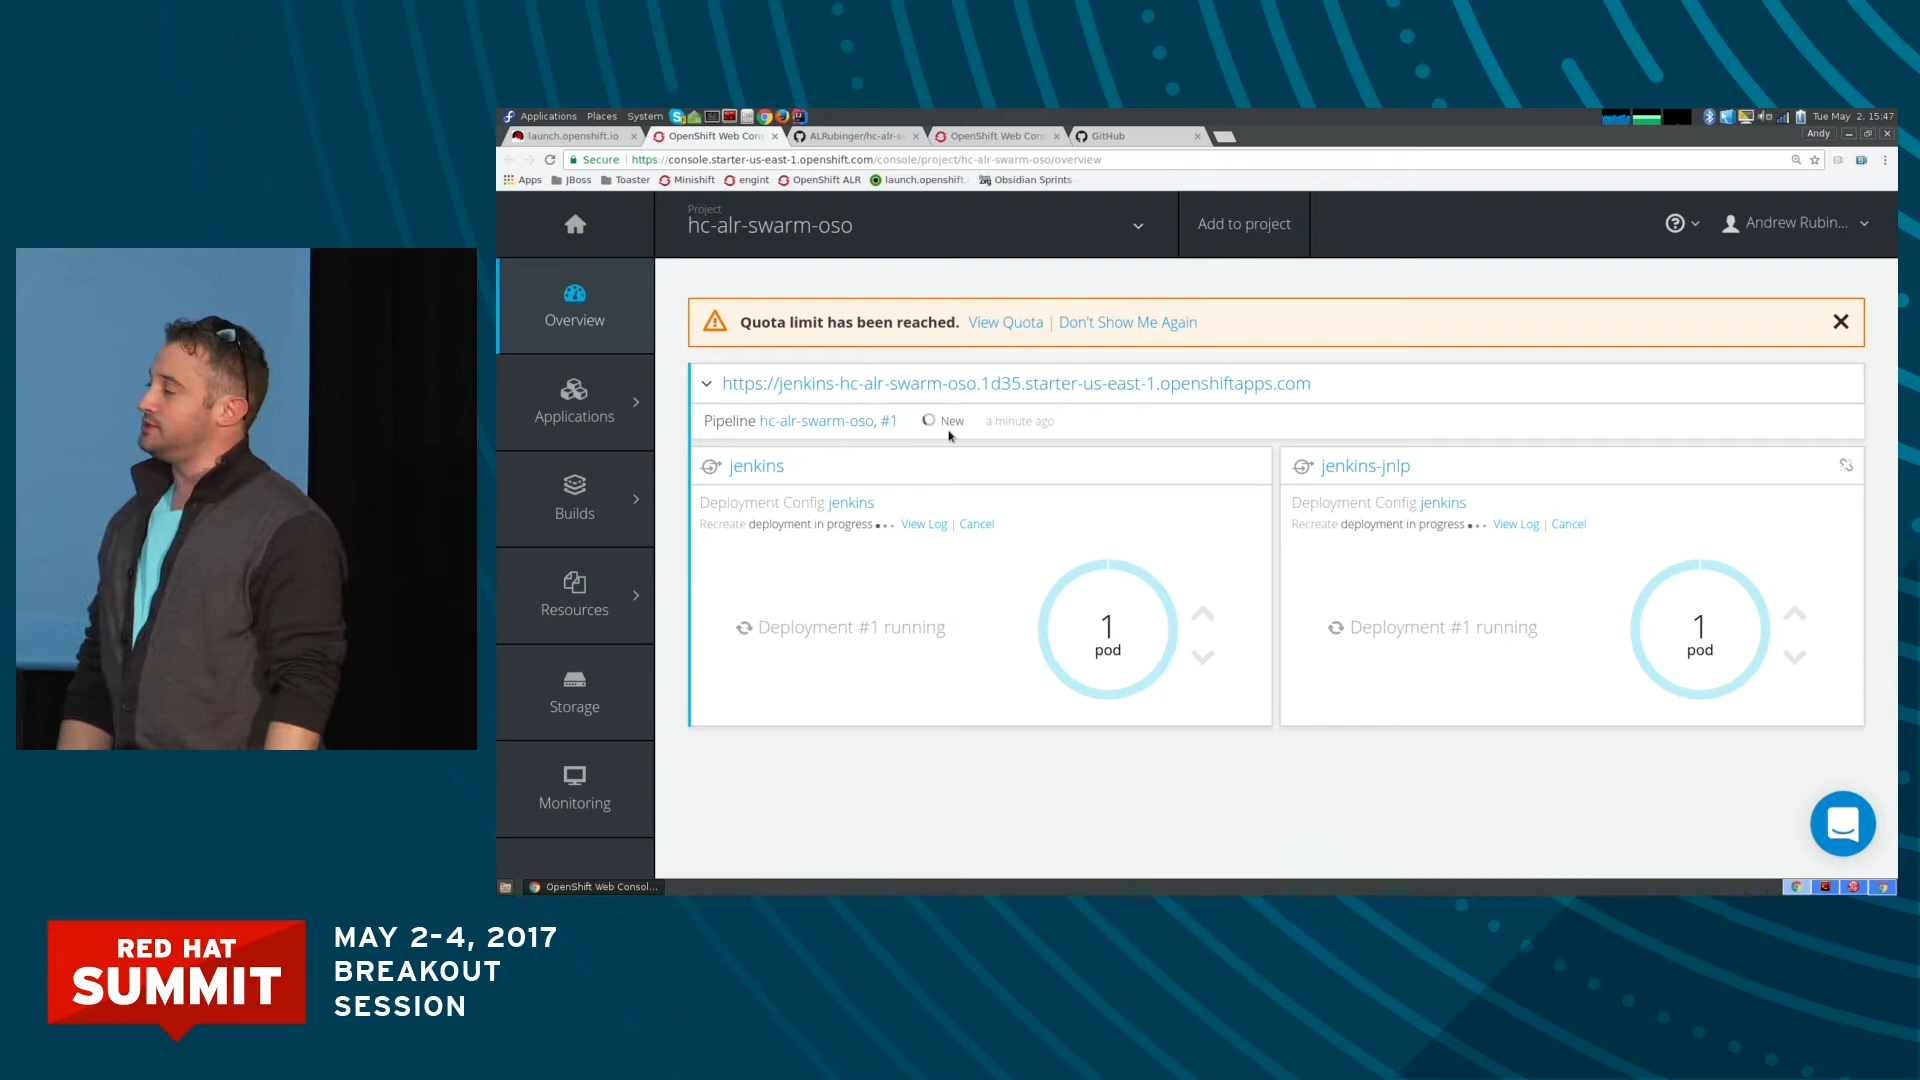 Applications Places System
Tue May 2, 15:47
launch.openshift.io
OpenShift Web Con
ALRubinger/hc-alr-s
OpenShift Web Con
GitHub
Andy
Secure https://console.starter-us-east-1.openshift.com/console/project/hc-alr-swarm-oso/overview
Apps JBoss Toaster Minishift engint OpenShift ALR launch.openshift. Obsidian Sprints
Project
hc-alr-swarm-oso
Add to project
Andrew Rubin...
Overview
Applications
Builds
Resources
Storage
Monitoring
Quota limit has been reached. View Quota | Don't Show Me Again
https://jenkins-hc-alr-swarm-oso.1d35.starter-us-east-1.openshiftapps.com
Pipeline hc-alr-swarm-oso, #1 New a minute ago
jenkins
Deployment Config jenkins
Recreate deployment in progress View Log | Cancel
Deployment #1 running
1
pod
jenkins-jnlp
Deployment Config jenkins
Recreate deployment in progress View Log | Cancel
Deployment #1 running
1
pod
OpenShift Web Consol...
RED HAT
SUMMIT
MAY 2-4, 2017
BREAKOUT
SESSION